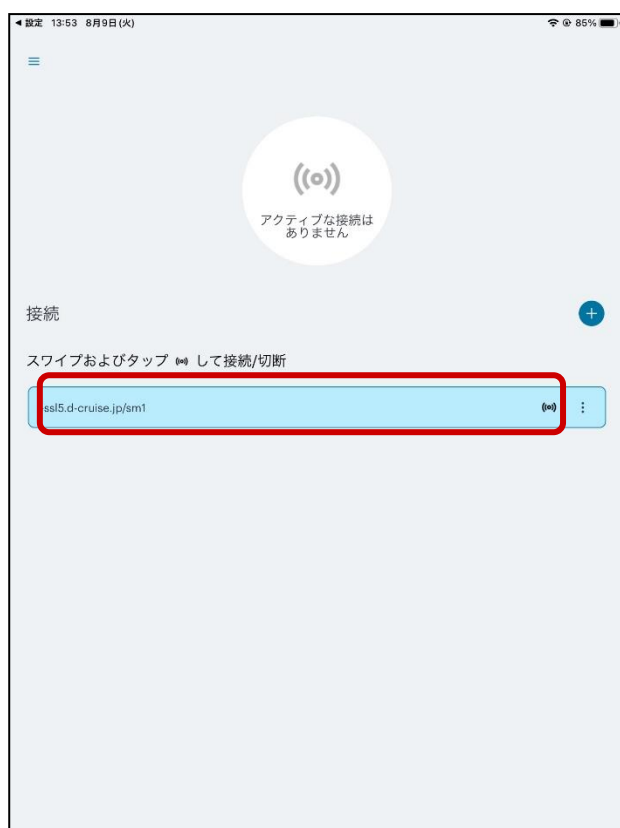 ◀設定 13:53 8月9日(火) 85%
アクティブな接続は
ありません
接続
スワイプおよびタップ して接続/切断
ssl5.d-cruise.jp/sm1